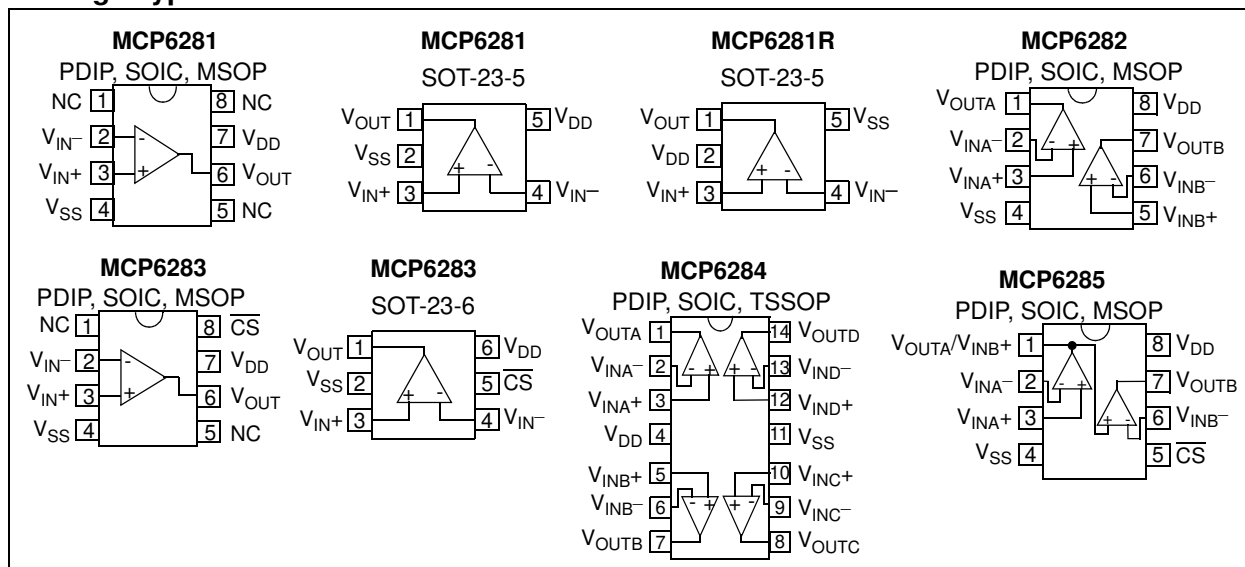 MCP6281
PDIP, SOIC, MSOP
NC 1
8 NC
VIN– 2
7 VDD
VIN+ 3
6 VOUT
VSS 4
5 NC
- +
MCP6281
SOT-23-5
VOUT 1
5 VDD
VSS 2
VIN+ 3
4 VIN–
+ -
MCP6281R
SOT-23-5
VOUT 1
5 VSS
VDD 2
VIN+ 3
4 VIN–
+ -
MCP6282
PDIP, SOIC, MSOP
VOUTA 1
8 VDD
VINA– 2
7 VOUTB
VINA+ 3
6 VINB–
VSS 4
5 VINB+
- +
+ -
MCP6283
PDIP, SOIC, MSOP
NC 1
8 CS
VIN– 2
7 VDD
VIN+ 3
6 VOUT
VSS 4
5 NC
- +
MCP6283
SOT-23-6
VOUT 1
6 VDD
VSS 2
5 CS
VIN+ 3
4 VIN–
+ -
MCP6284
PDIP, SOIC, TSSOP
VOUTA 1
14 VOUTD
VINA– 2
13 VIND–
VINA+ 3
12 VIND+
VDD 4
11 VSS
VINB+ 5
10 VINC+
VINB– 6
9 VINC–
VOUTB 7
8 VOUTC
- +
+ -
- +
+ -
MCP6285
PDIP, SOIC, MSOP
VOUTA/VINB+ 1
8 VDD
VINA– 2
7 VOUTB
VINA+ 3
6 VINB–
VSS 4
5 CS
- +
+ -